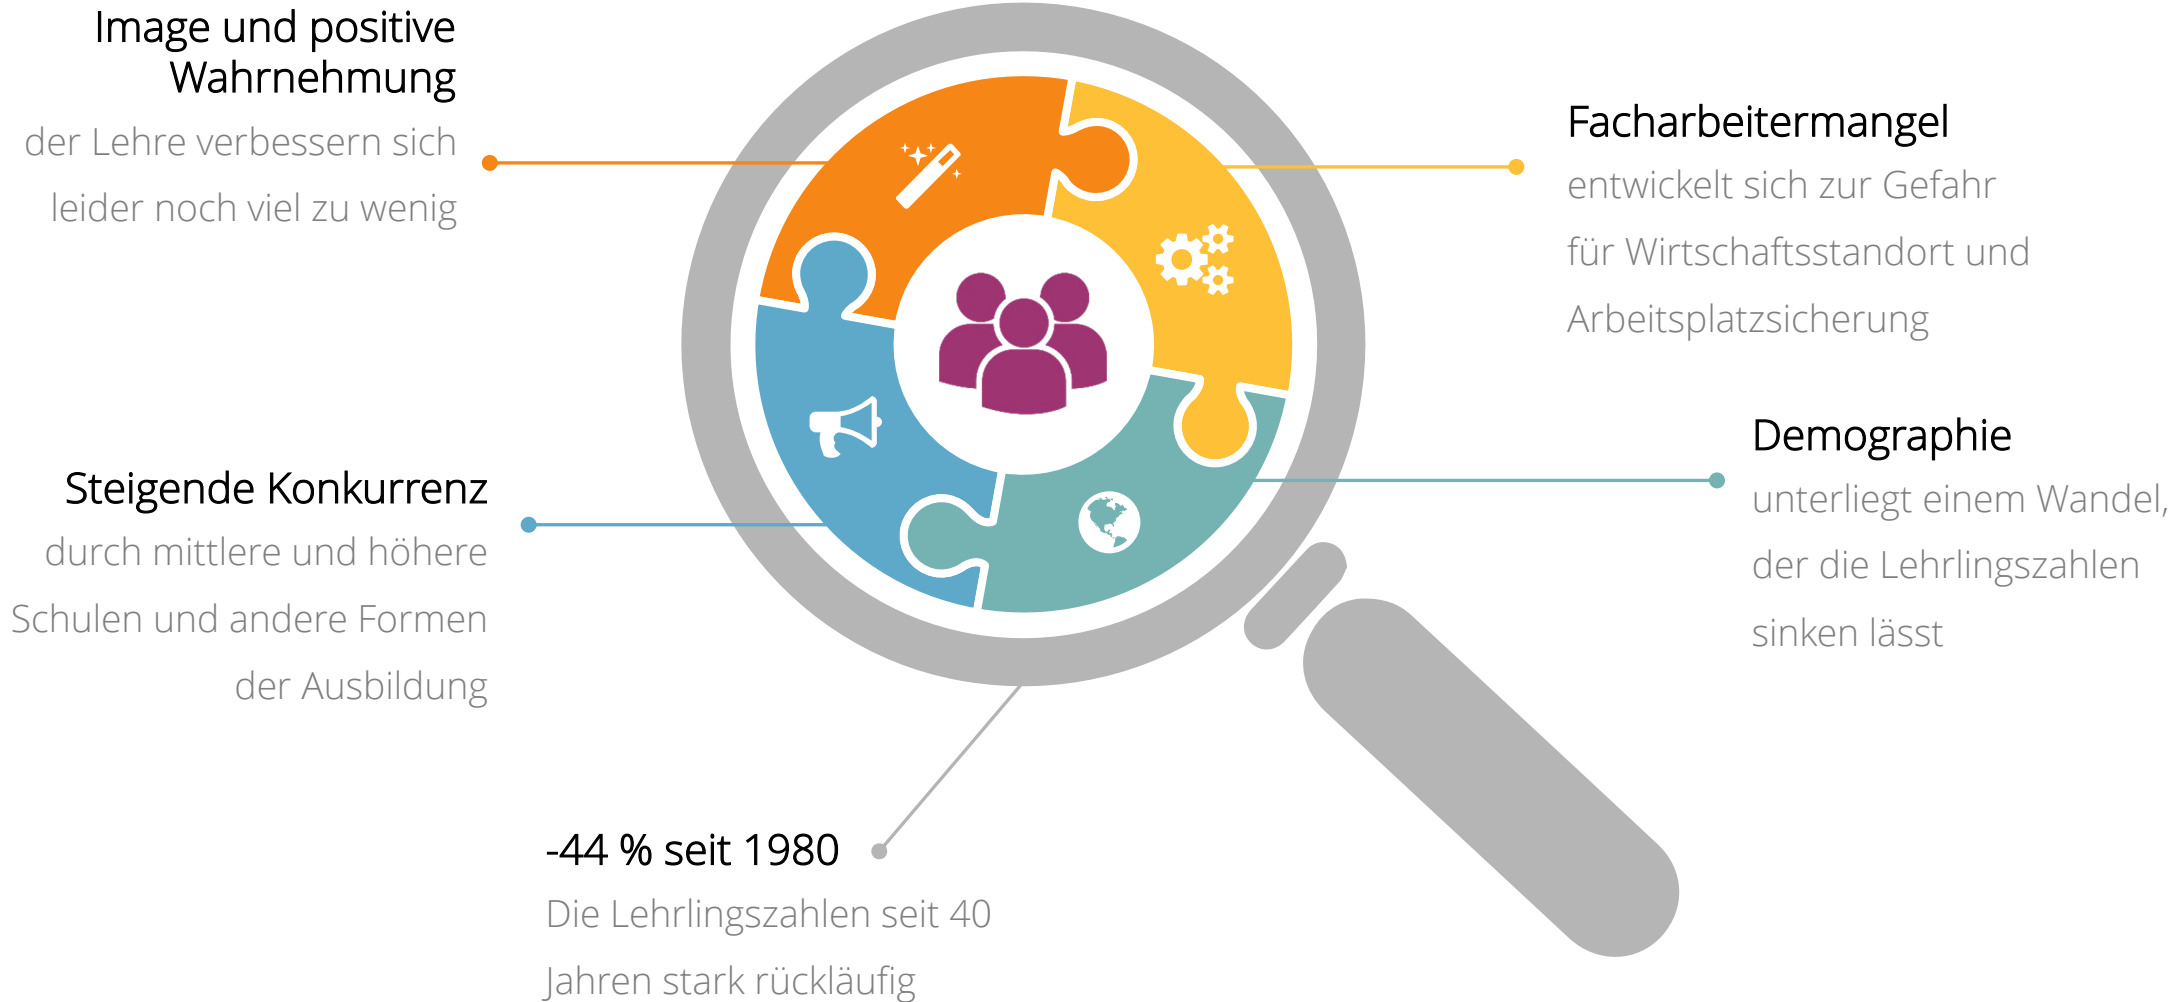 Image und positive
Wahrnehmung
der Lehre verbessern sich
leider noch viel zu wenig
Facharbeitermangel
entwickelt sich zur Gefahr
für Wirtschaftsstandort und
Arbeitsplatzsicherung
Steigende Konkurrenz
durch mittlere und höhere
Schulen und andere Formen
der Ausbildung
Demographie
unterliegt einem Wandel,
der die Lehrlingszahlen
sinken lässt
-44 % seit 1980
Die Lehrlingszahlen seit 40
Jahren stark rückläufig